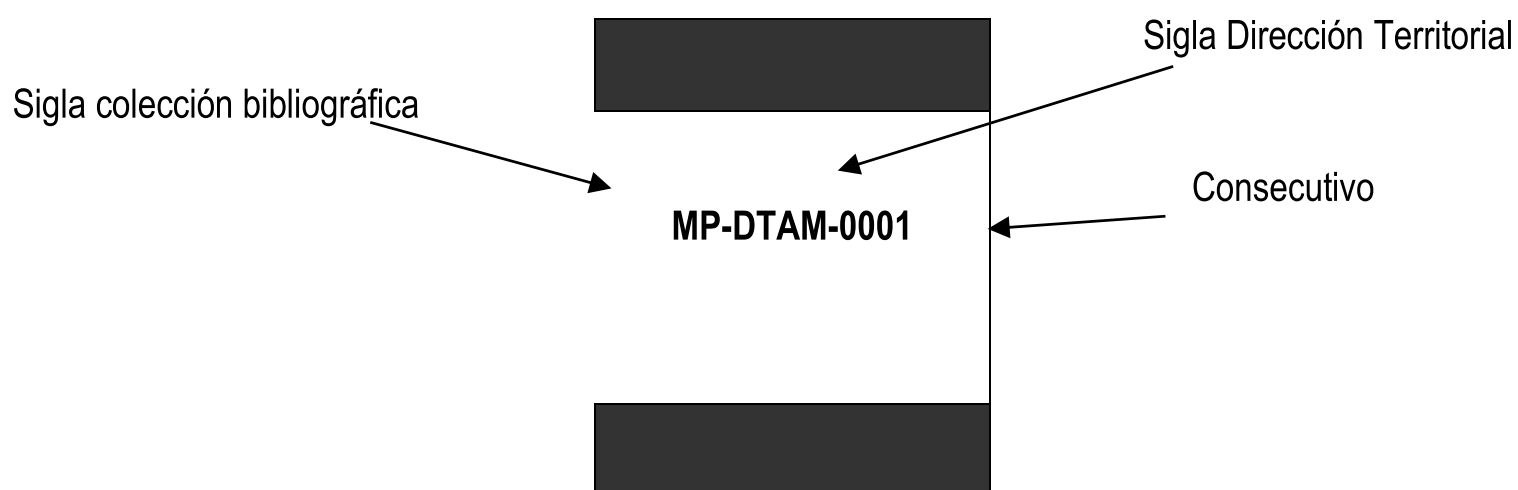 Sigla Dirección Territorial
Sigla colección bibliográfica
Consecutivo
MP-DTAM-0001